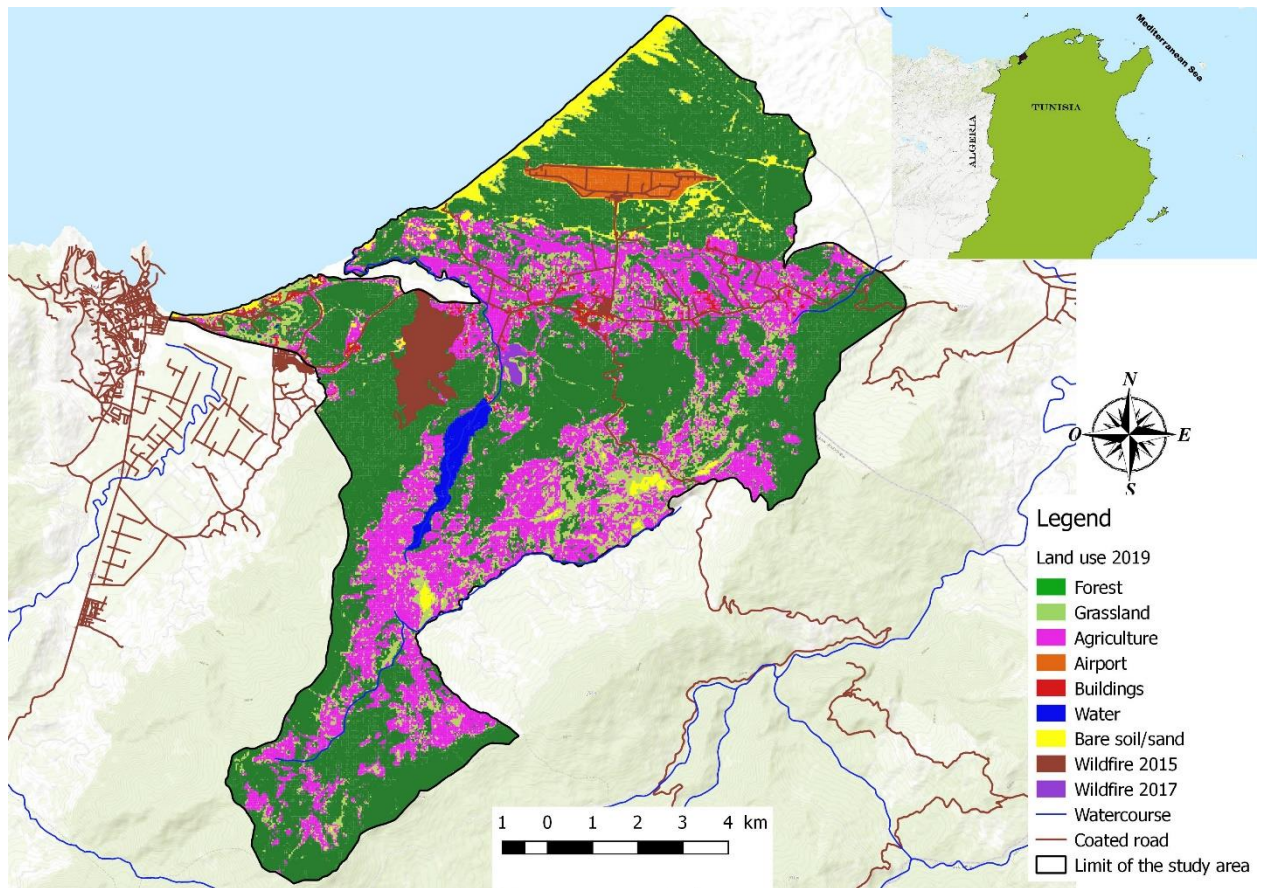 Mediterranean Sea
TUNISIA
ALGERIA
N
O
E
S
Legend
Land use 2019
Forest
Grassland
Agriculture
Airport
Buildings
Water
Bare soil/sand
Wildfire 2015
Wildfire 2017
Watercourse
Coated road
Limit of the study area
1 0 1 2 3 4 km